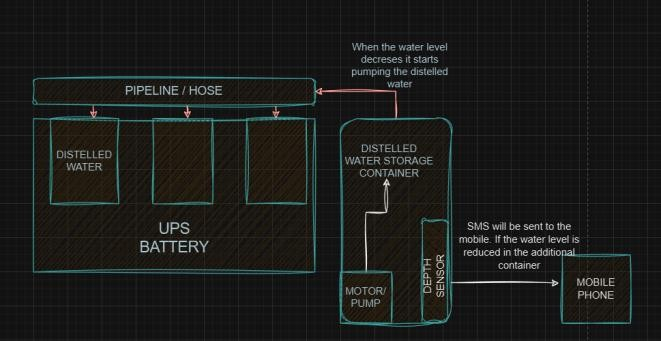 When the water level
decreses it starts
pumping the distelled
water
PIPELINE / HOSE
DISTELLED
WATER
UPS
BATTERY
DISTELLED
WATER STORAGE
CONTAINER
MOTOR/
PUMP
DEPTH
SENSOR
SMS will be sent to the
mobile. If the water level is
reduced in the additional
container
MOBILE
PHONE